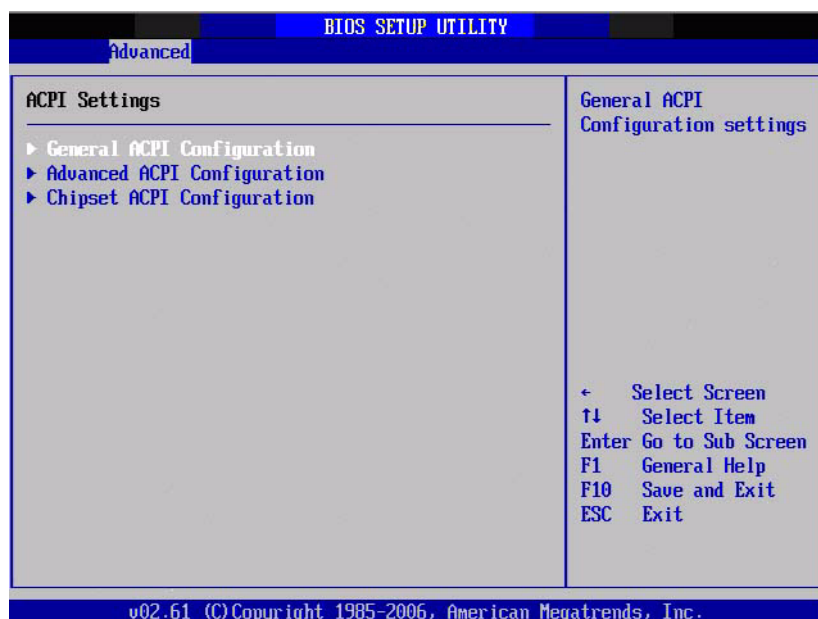 BIOS SETUP UTILITY
Advanced
ACPI Settings
▶ General ACPI Configuration
▶ Advanced ACPI Configuration
▶ Chipset ACPI Configuration
General ACPI
Configuration settings
← Select Screen
↑↓ Select Item
Enter Go to Sub Screen
F1 General Help
F10 Save and Exit
ESC Exit
v02.61 (C)Copyright 1985-2006, American Megatrends, Inc.